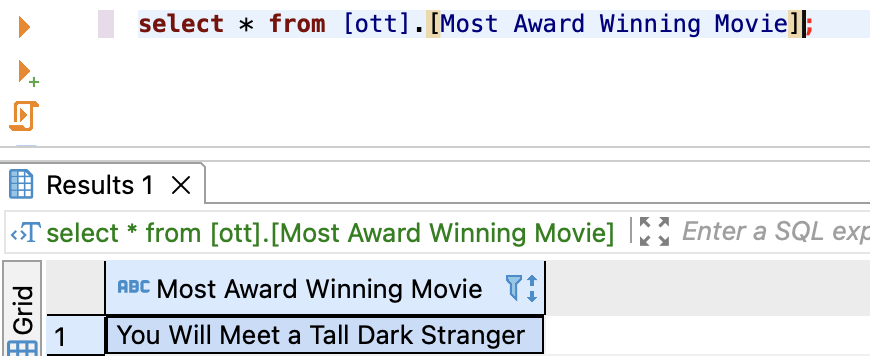 select * from [ott].[Most Award Winning Movie];
Results 1
select * from [ott].[Most Award Winning Movie]
Enter a SQL exp
Grid
ABC Most Award Winning Movie
1 You Will Meet a Tall Dark Stranger